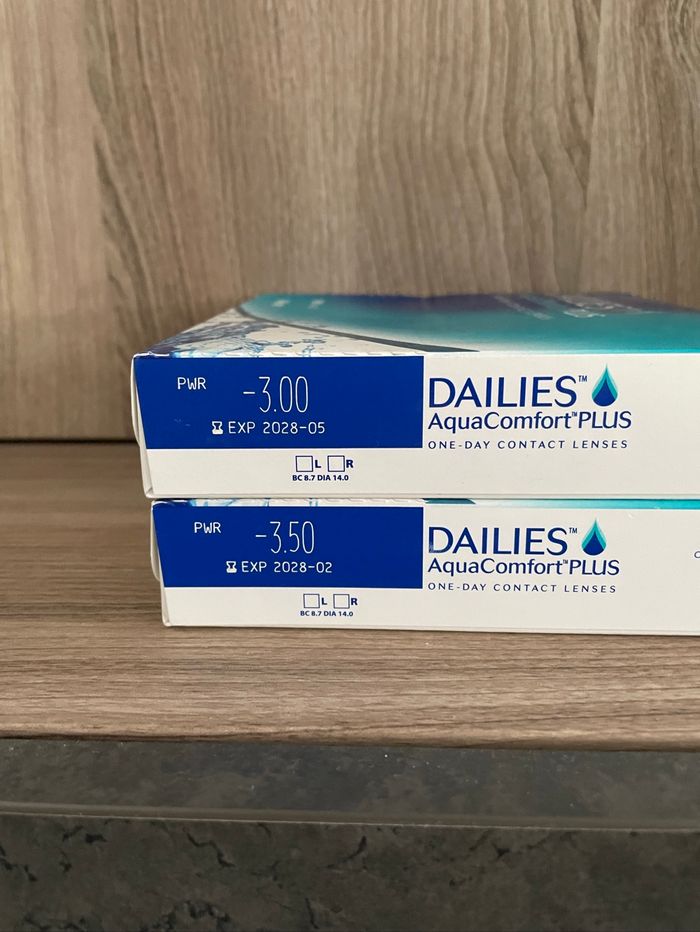 PWR -3.00
EXP 2028-05
L R
BC 8.7 DIA 14.0
DAILIES™
AquaComfort™PLUS
ONE-DAY CONTACT LENSES
PWR -3.50
EXP 2028-02
L R
BC 8.7 DIA 14.0
DAILIES™
AquaComfort™PLUS
ONE-DAY CONTACT LENSES